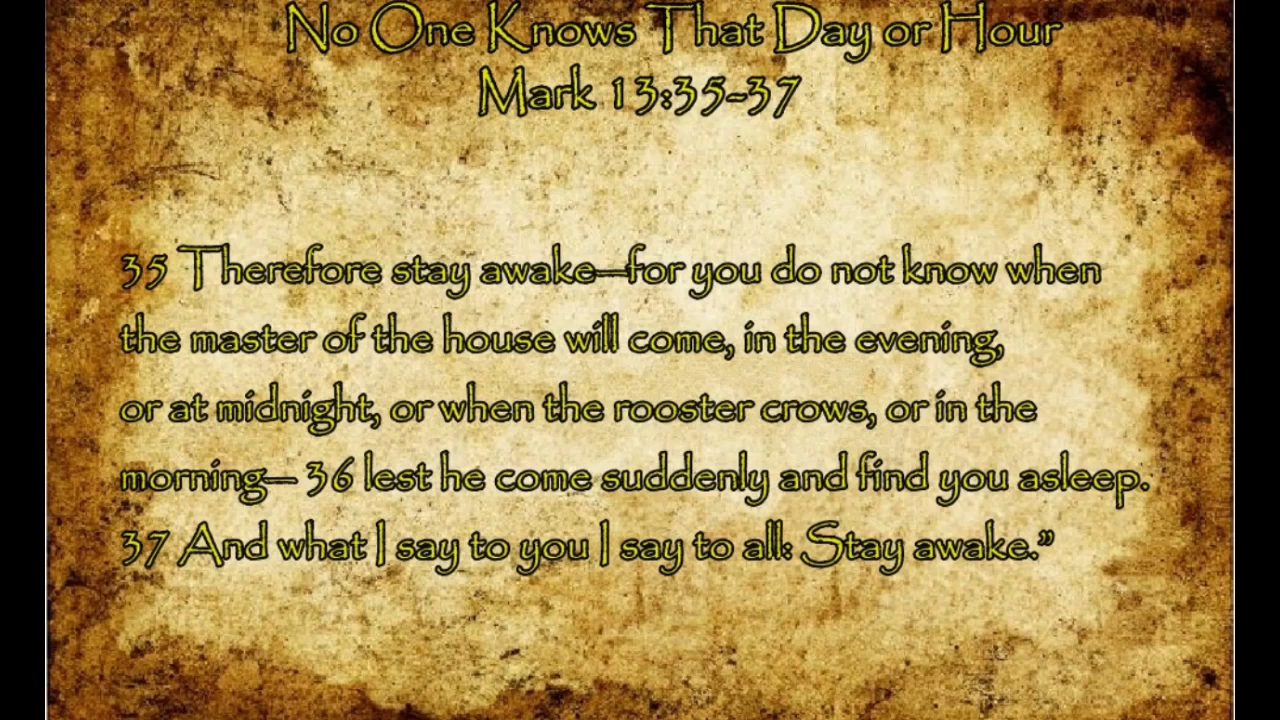 No One Knows That Day or Hour
Mark 13:35-37
35 Therefore stay awake—for you do not know when
the master of the house will come, in the evening,
or at midnight, or when the rooster crows, or in the
morning— 36 lest he come suddenly and find you asleep.
37 And what I say to you I say to all: Stay awake.”